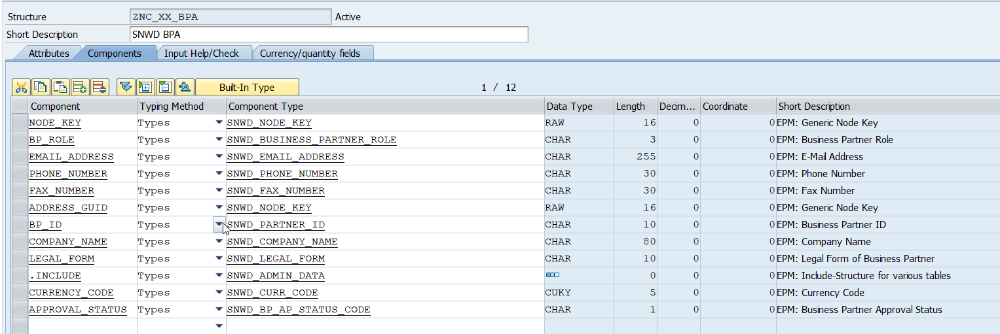 Structure ZNC_XX_BPA Active
Short Description SNWD BPA
Attributes Components Input Help/Check Currency/quantity fields
Built-In Type 1 / 12
Component Typing Method Component Type Data Type Length Decim... Coordinate Short Description
NODE_KEY Types SNWD_NODE_KEY RAW 16 0 0 EPM: Generic Node Key
BP_ROLE Types SNWD_BUSINESS_PARTNER_ROLE CHAR 3 0 0 EPM: Business Partner Role
EMAIL_ADDRESS Types SNWD_EMAIL_ADDRESS CHAR 255 0 0 EPM: E-Mail Address
PHONE_NUMBER Types SNWD_PHONE_NUMBER CHAR 30 0 0 EPM: Phone Number
FAX_NUMBER Types SNWD_FAX_NUMBER CHAR 30 0 0 EPM: Fax Number
ADDRESS_GUID Types SNWD_NODE_KEY RAW 16 0 0 EPM: Generic Node Key
BP_ID Types SNWD_PARTNER_ID CHAR 10 0 0 EPM: Business Partner ID
COMPANY_NAME Types SNWD_COMPANY_NAME CHAR 80 0 0 EPM: Company Name
LEGAL_FORM Types SNWD_LEGAL_FORM CHAR 10 0 0 EPM: Legal Form of Business Partner
.INCLUDE Types SNWD_ADMIN_DATA 0 0 0 EPM: Include-Structure for various tables
CURRENCY_CODE Types SNWD_CURR_CODE CUKY 5 0 0 EPM: Currency Code
APPROVAL_STATUS Types SNWD_BP_AP_STATUS_CODE CHAR 1 0 0 EPM: Business Partner Approval Status